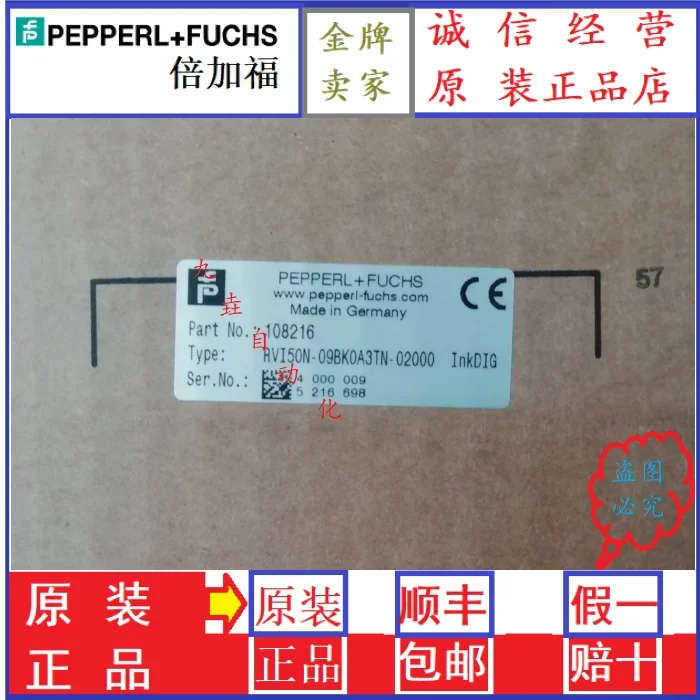 PEPPERL+FUCHS
倍加福
金牌
卖家
诚信经营
原装正品店
57
PEPPERL+FUCHS
www.pepperl-fuchs.com
Made in Germany
CE
Part No.: 108216
Type: RVI50N-09BK0A3TN-02000 InkDIG
Ser.No.: 4 000 009
5 216 698
九垚自动化
盗图
必究
原装
正品
原装
正品
顺丰
包邮
假一
赔十